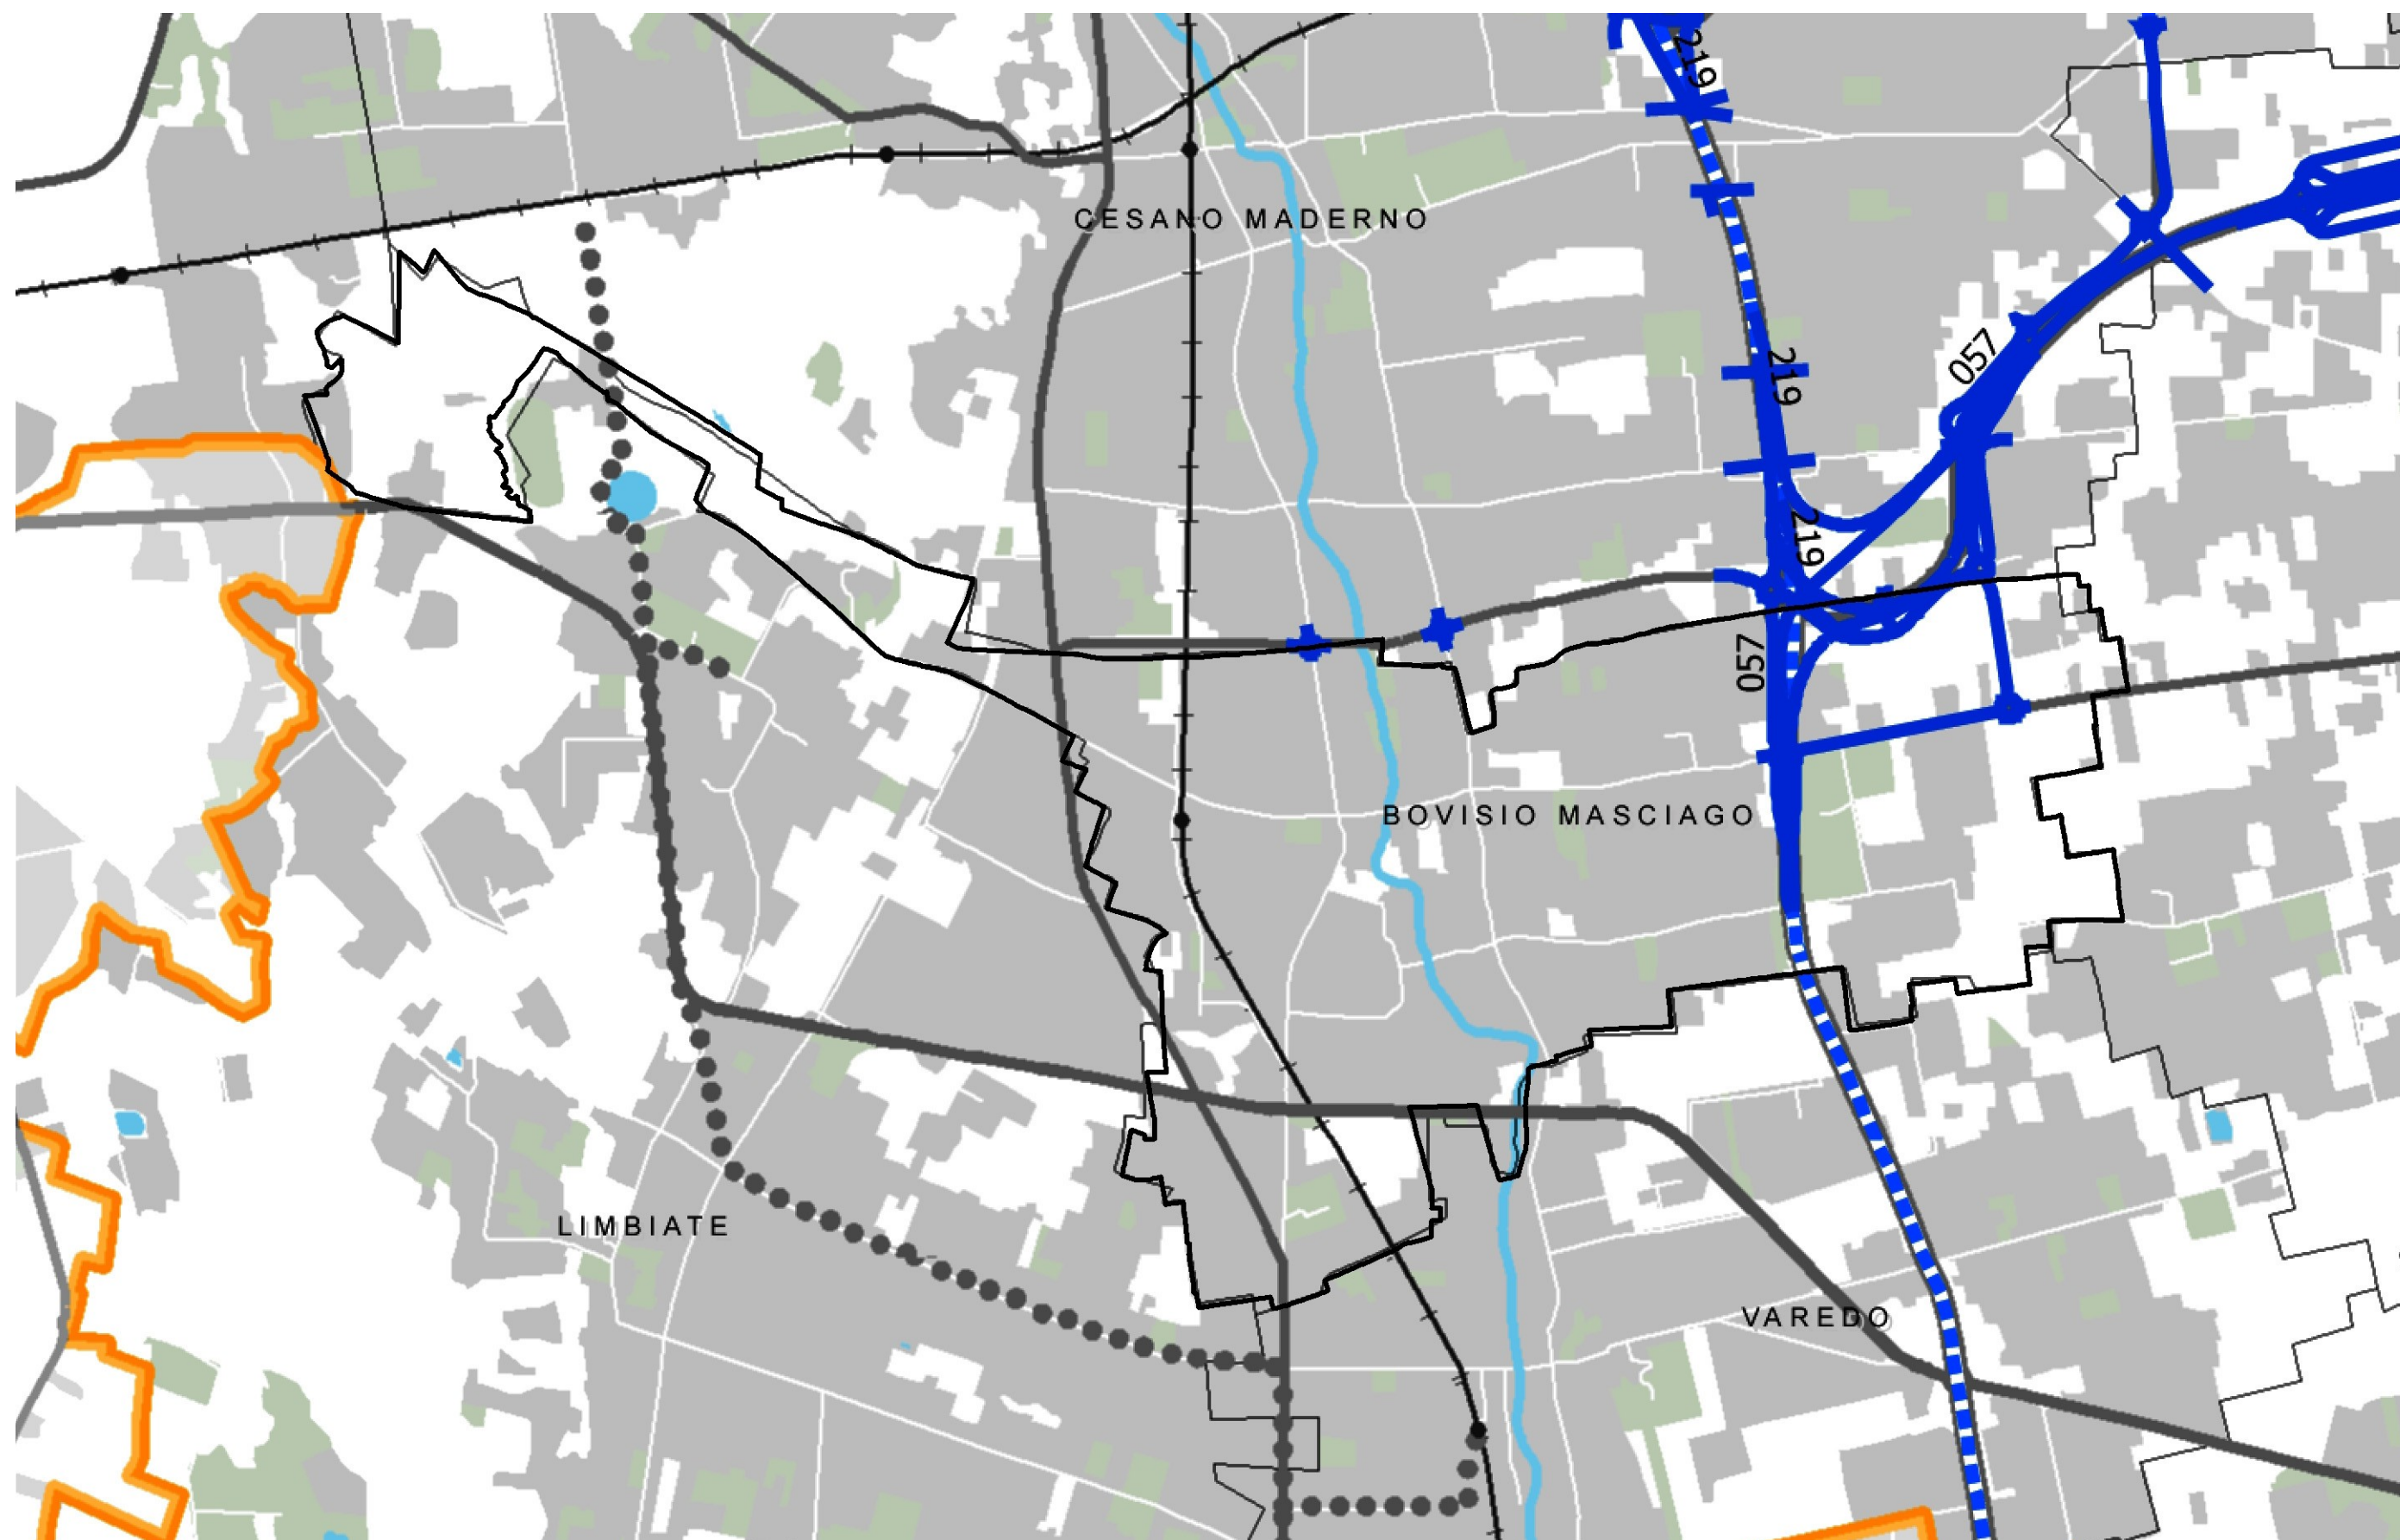 219
CESANO MADERNO
057
219
219
057
BOVISIO MASCIAGO
LIMBIATE
VAREDO